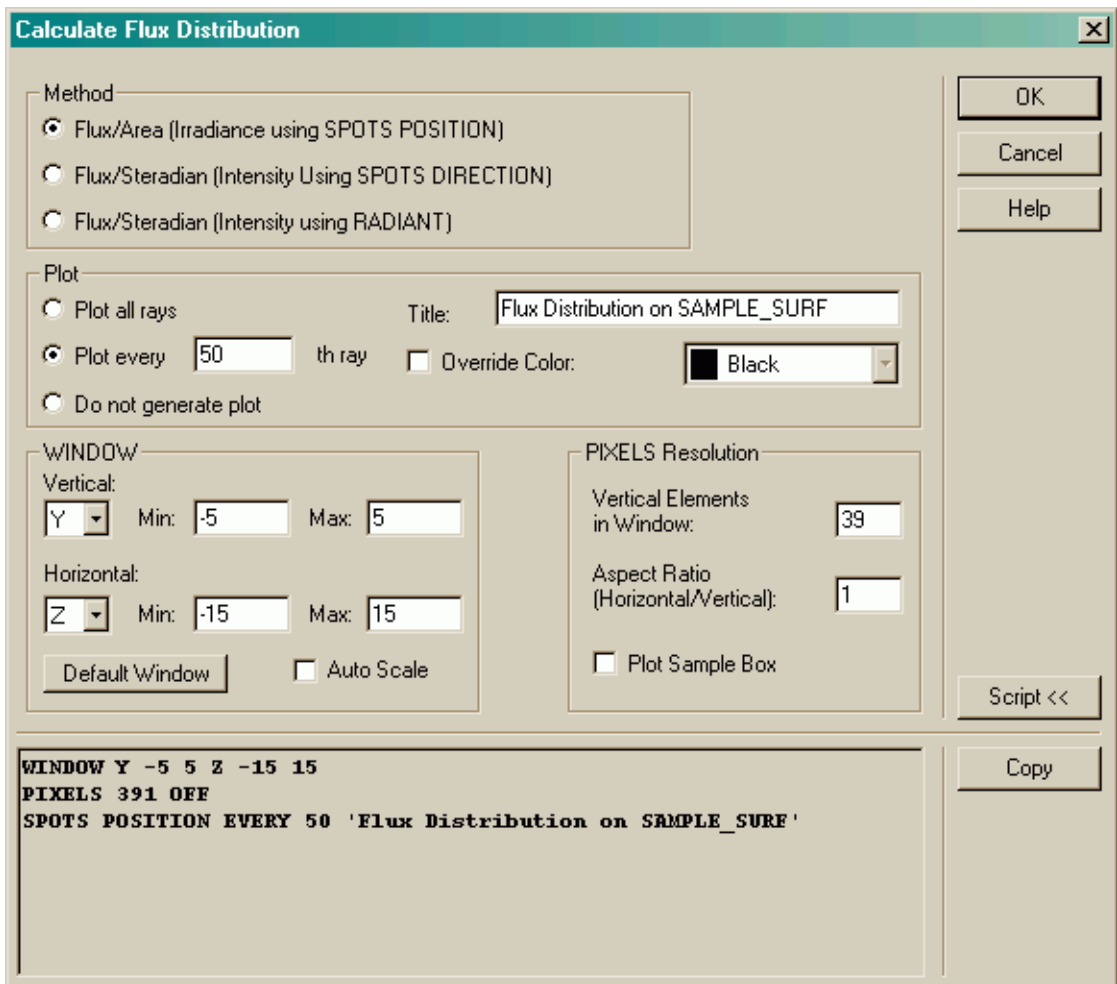 Calculate Flux Distribution
Method
Flux/Area (Irradiance using SPOTS POSITION)
Flux/Steradian (Intensity Using SPOTS DIRECTION)
Flux/Steradian (Intensity using RADIANT)
OK
Cancel
Help
Plot
Plot all rays
Title: Flux Distribution on SAMPLE_SURF
Plot every 50 th ray
Override Color: Black
Do not generate plot
WINDOW
Vertical:
Y Min: -5 Max: 5
Horizontal:
Z Min: -15 Max: 15
Default Window Auto Scale
PIXELS Resolution
Vertical Elements
in Window: 39
Aspect Ratio
(Horizontal/Vertical): 1
Plot Sample Box
Script <<
WINDOW Y -5 5 Z -15 15
PIXELS 391 OFF
SPOTS POSITION EVERY 50 'Flux Distribution on SAMPLE_SURF'
Copy